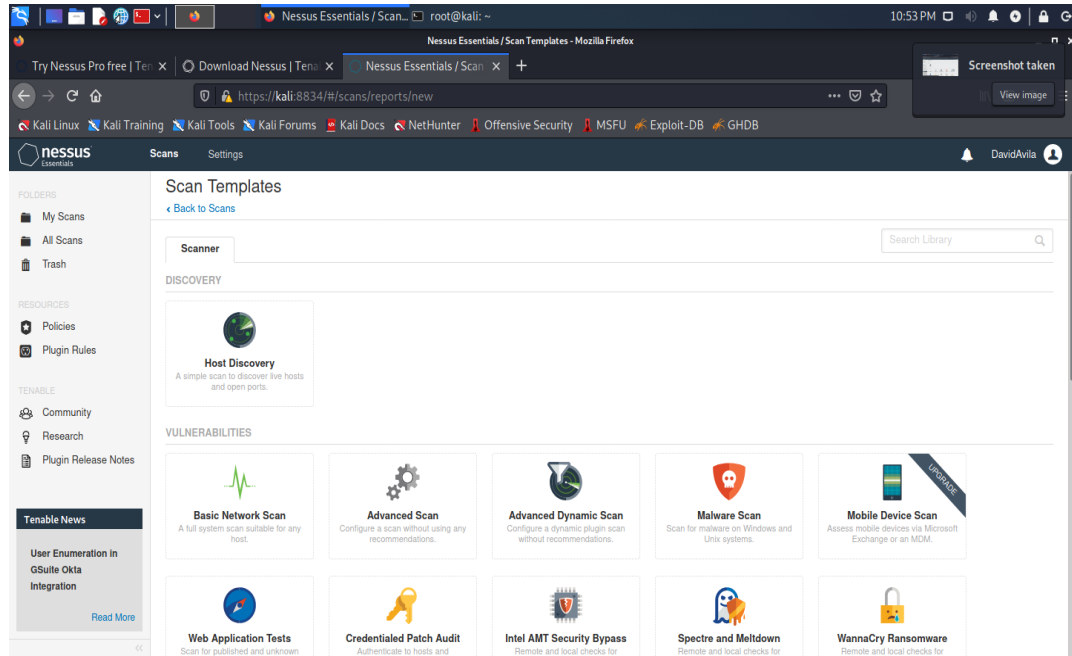 Nessus Essentials / Scan...
root@kali: ~
10:53 PM
Nessus Essentials / Scan Templates - Mozilla Firefox
Try Nessus Pro free | Ten
Download Nessus | Tena
Nessus Essentials / Scan
Screenshot taken
View image
https://kali:8834/#/scans/reports/new
Kali Linux
Kali Training
Kali Tools
Kali Forums
Kali Docs
NetHunter
Offensive Security
MSFU
Exploit-DB
GHDB
nessus
Essentials
Scans
Settings
DavidAvila
FOLDERS
My Scans
All Scans
Trash
RESOURCES
Policies
Plugin Rules
TENABLE
Community
Research
Plugin Release Notes
Tenable News
User Enumeration in
GSuite Okta
Integration
Read More
Scan Templates
Back to Scans
Scanner
Search Library
DISCOVERY
Host Discovery
A simple scan to discover live hosts
and open ports.
VULNERABILITIES
Basic Network Scan
A full system scan suitable for any
host.
Advanced Scan
Configure a scan without using any
recommendations.
Advanced Dynamic Scan
Configure a dynamic plugin scan
without recommendations.
Malware Scan
Scan for malware on Windows and
Unix systems.
UPGRADE
Mobile Device Scan
Assess mobile devices via Microsoft
Exchange or an MDM.
Web Application Tests
Scan for published and unknown
Credentialed Patch Audit
Authenticate to hosts and
Intel AMT Security Bypass
Remote and local checks for
Spectre and Meltdown
Remote and local checks for
WannaCry Ransomware
Remote and local checks for